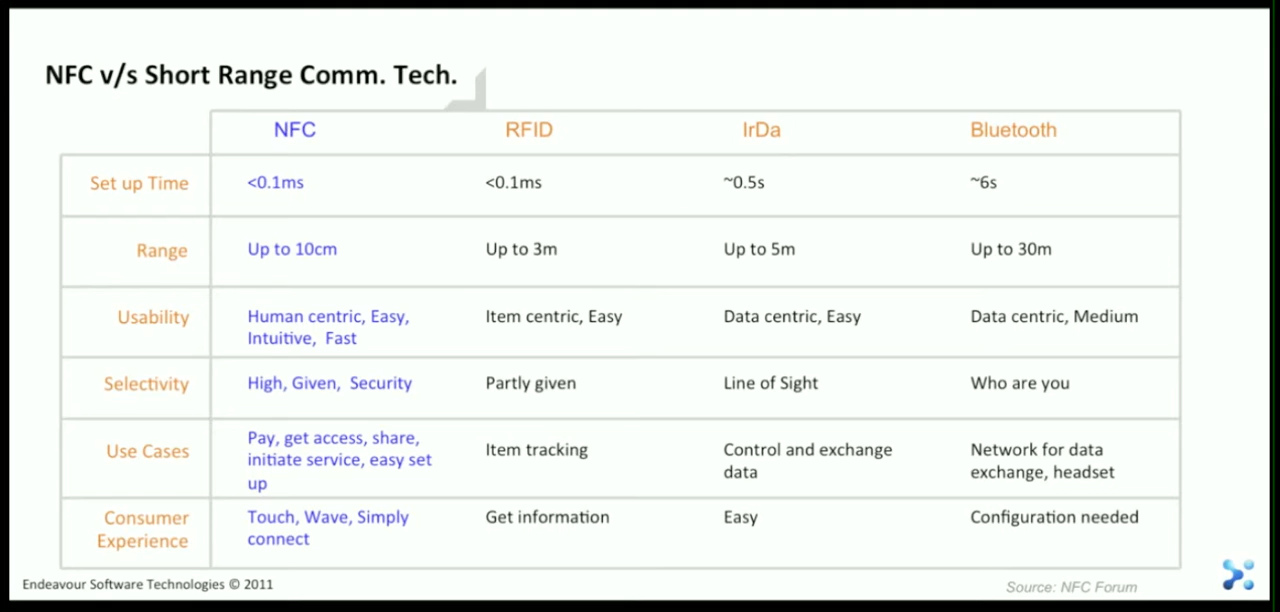 NFC v/s Short Range Comm. Tech.
NFC RFID IrDa Bluetooth
Set up Time <0.1ms <0.1ms ~0.5s ~6s
Range Up to 10cm Up to 3m Up to 5m Up to 30m
Usability Human centric, Easy, Item centric, Easy Data centric, Easy Data centric, Medium
Intuitive, Fast
Selectivity High, Given, Security Partly given Line of Sight Who are you
Pay, get access, share,
Use Cases initiate service, easy set Item tracking Control and exchange Network for data
up data exchange, headset
Consumer Touch, Wave, Simply Get information Easy Configuration needed
Experience connect
Endeavour Software Technologies © 2011
Source: NFC Forum